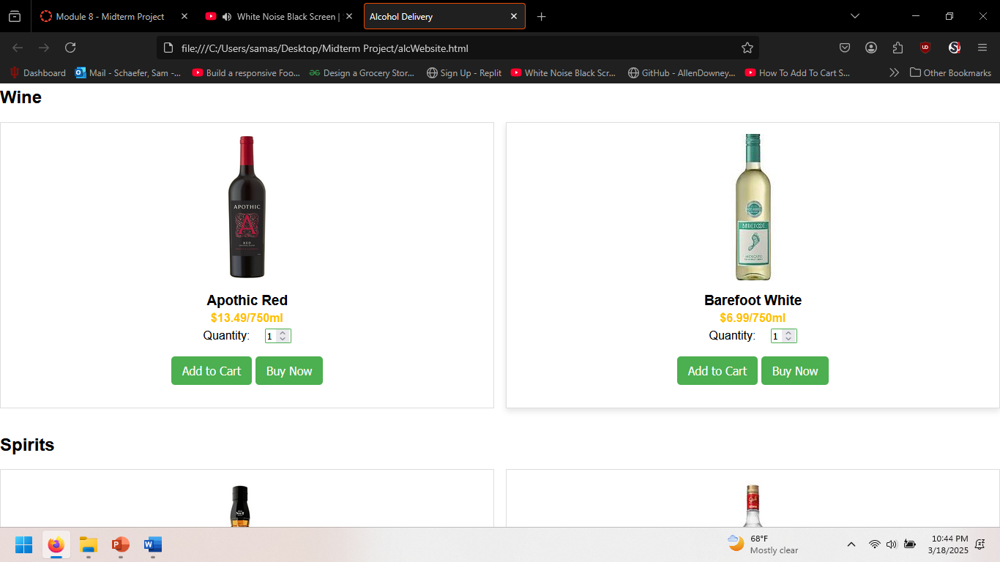 Module 8 - Midterm Project
White Noise Black Screen |
Alcohol Delivery
file:///C:/Users/samas/Desktop/Midterm Project/alcWebsite.html
Dashboard
Mail - Schaefer, Sam -...
Build a responsive Foo...
Design a Grocery Stor...
Sign Up - Replit
White Noise Black Scr...
GitHub - AllenDowney...
How To Add To Cart S...
Other Bookmarks
Wine
APOTHIC
A
RED
BAREFOOT
MOSCATO
Apothic Red
Barefoot White
$13.49/750ml
$6.99/750ml
Quantity: 1
Quantity: 1
Add to Cart Buy Now
Add to Cart Buy Now
Spirits
68°F
Mostly clear
10:44 PM
3/18/2025